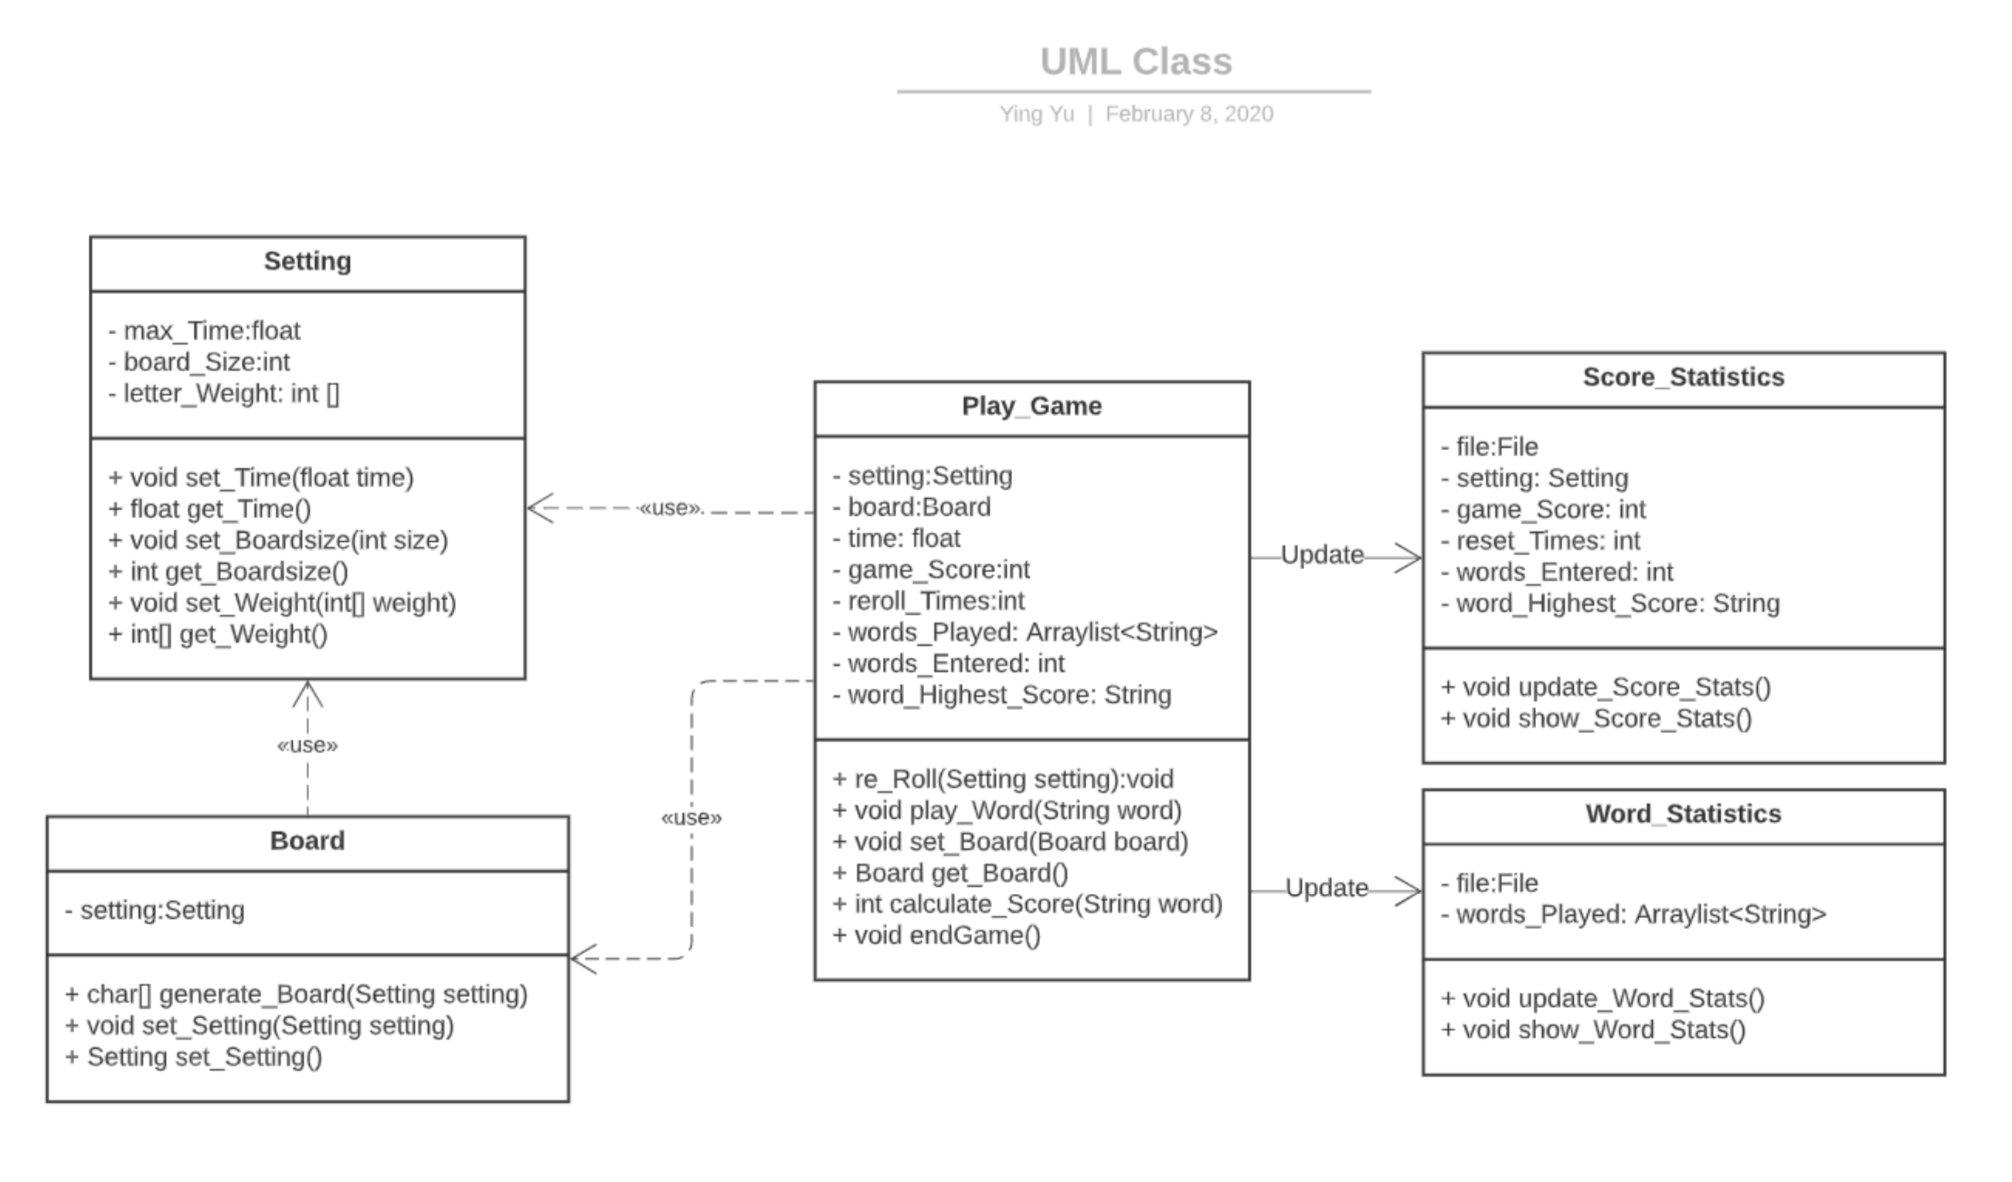 UML Class
Ying Yu | February 8, 2020
Setting
- max_Time:float
- board_Size:int
- letter_Weight: int []
+ void set_Time(float time)
+ float get_Time()
+ void set_Boardsize(int size)
+ int get_Boardsize()
+ void set_Weight(int[] weight)
+ int[] get_Weight()
«use»
Board
- setting:Setting
+ char[] generate_Board(Setting setting)
+ void set_Setting(Setting setting)
+ Setting set_Setting()
«use»
«use»
Play_Game
- setting:Setting
- board:Board
- time: float
- game_Score:int
- reroll_Times:int
- words_Played: Arraylist<String>
- words_Entered: int
- word_Highest_Score: String
+ re_Roll(Setting setting):void
+ void play_Word(String word)
+ void set_Board(Board board)
+ Board get_Board()
+ int calculate_Score(String word)
+ void endGame()
Update
Update
Score_Statistics
- file:File
- setting: Setting
- game_Score: int
- reset_Times: int
- words_Entered: int
- word_Highest_Score: String
+ void update_Score_Stats()
+ void show_Score_Stats()
Word_Statistics
- file:File
- words_Played: Arraylist<String>
+ void update_Word_Stats()
+ void show_Word_Stats()